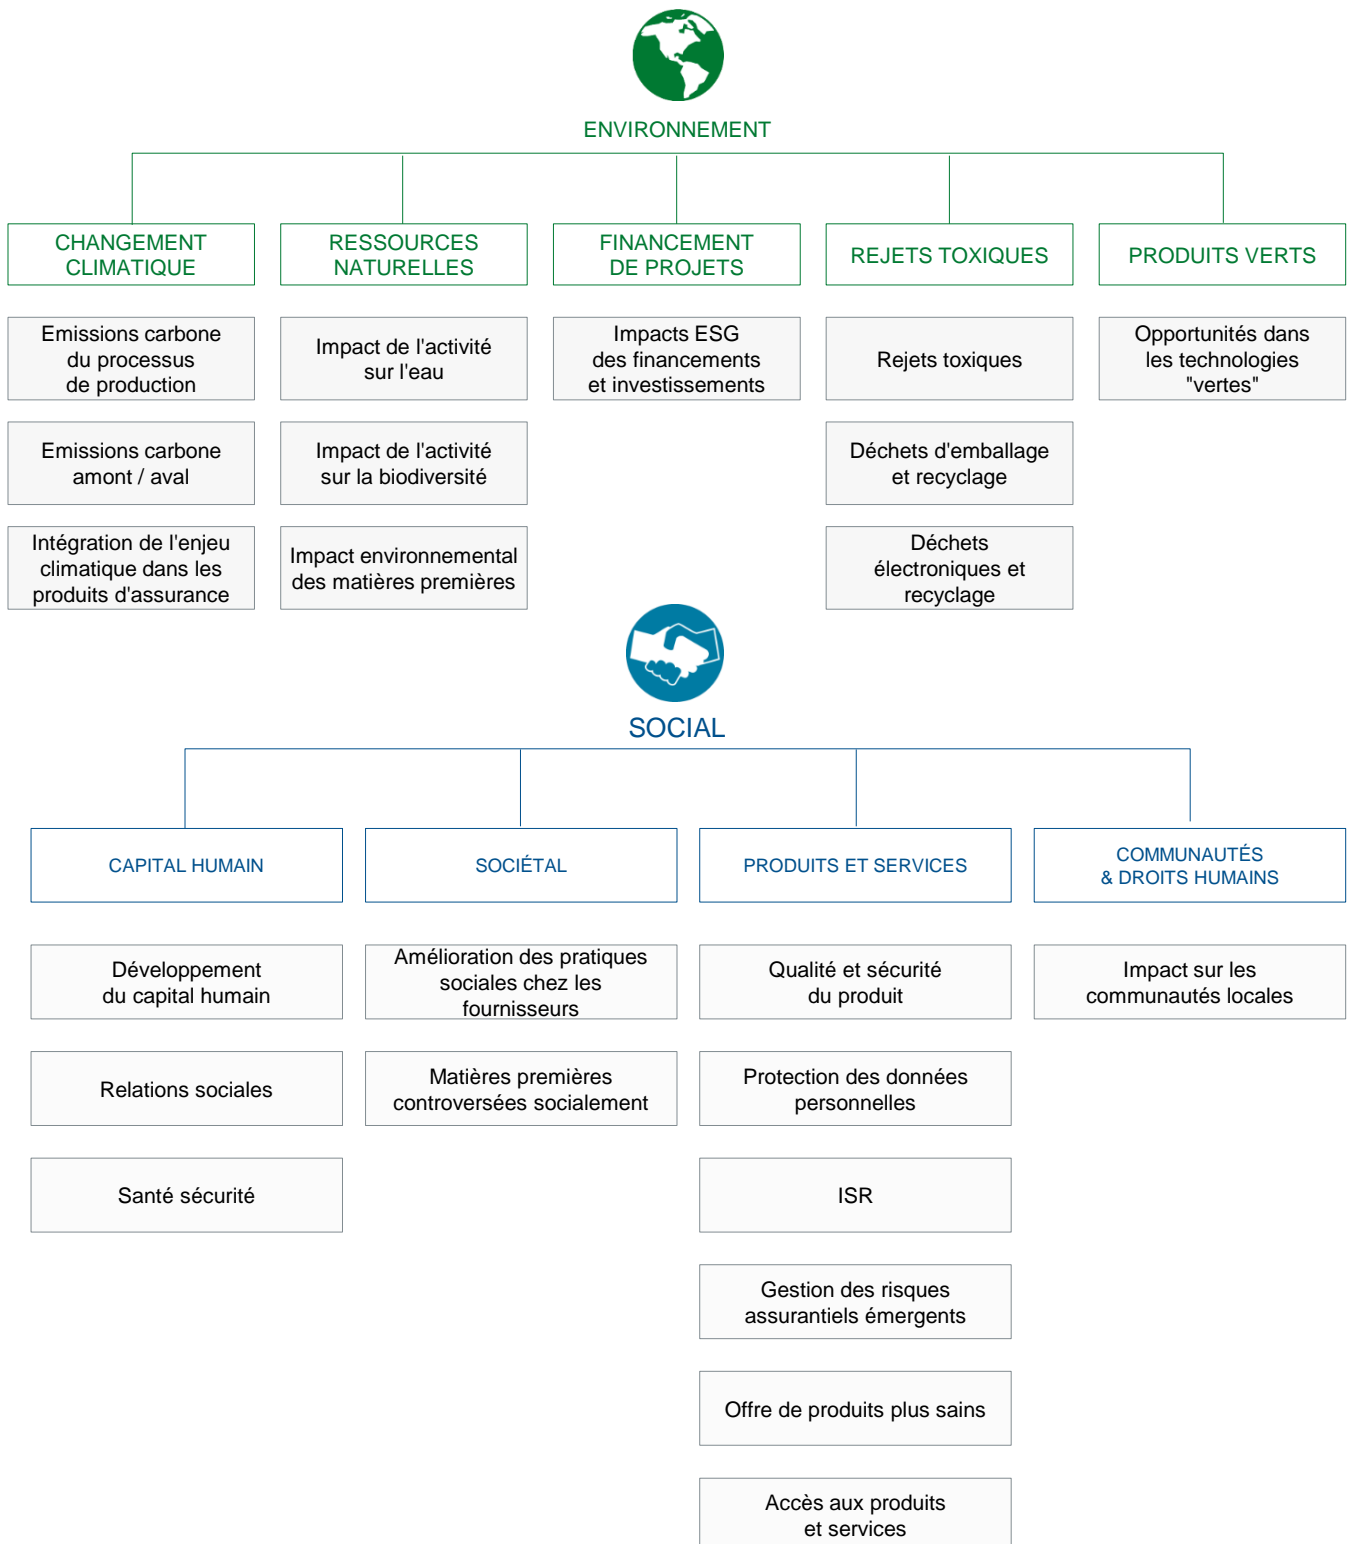 ENVIRONNEMENT
CHANGEMENT
CLIMATIQUE
RESSOURCES
NATURELLES
FINANCEMENT
DE PROJETS
REJETS TOXIQUES
PRODUITS VERTS
Emissions carbone
du processus
de production
Impact de l'activité
sur l'eau
Impacts ESG
des financements
et investissements
Rejets toxiques
Opportunités dans
les technologies
"vertes"
Emissions carbone
amont / aval
Impact de l'activité
sur la biodiversité
Déchets d'emballage
et recyclage
Intégration de l'enjeu
climatique dans les
produits d'assurance
Impact environnemental
des matières premières
Déchets
électroniques et
recyclage
SOCIAL
CAPITAL HUMAIN
SOCIÉTAL
PRODUITS ET SERVICES
COMMUNAUTÉS
& DROITS HUMAINS
Développement
du capital humain
Amélioration des pratiques
sociales chez les
fournisseurs
Qualité et sécurité
du produit
Impact sur les
communautés locales
Relations sociales
Matières premières
controversées socialement
Protection des données
personnelles
Santé sécurité
ISR
Gestion des risques
assurantiels émergents
Offre de produits plus sains
Accès aux produits
et services